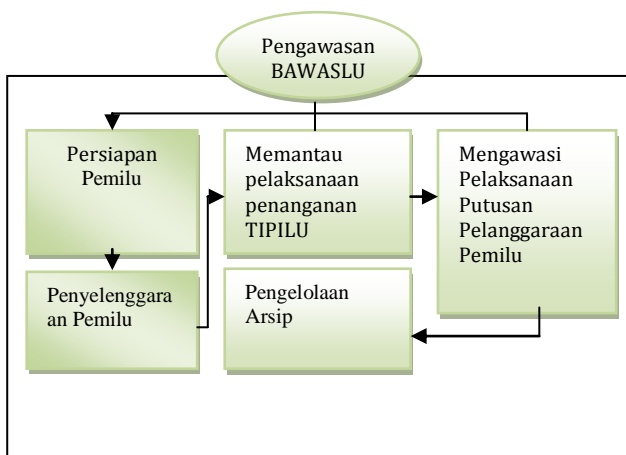 Pengawasan
BAWASLU
Persiapan
Pemilu
Memantau
pelaksanaan
penanganan
TIPILU
Mengawasi
Pelaksanaan
Putusan
Pelanggaraan
Pemilu
Penyelenggara
an Pemilu
Pengelolaan
Arsip